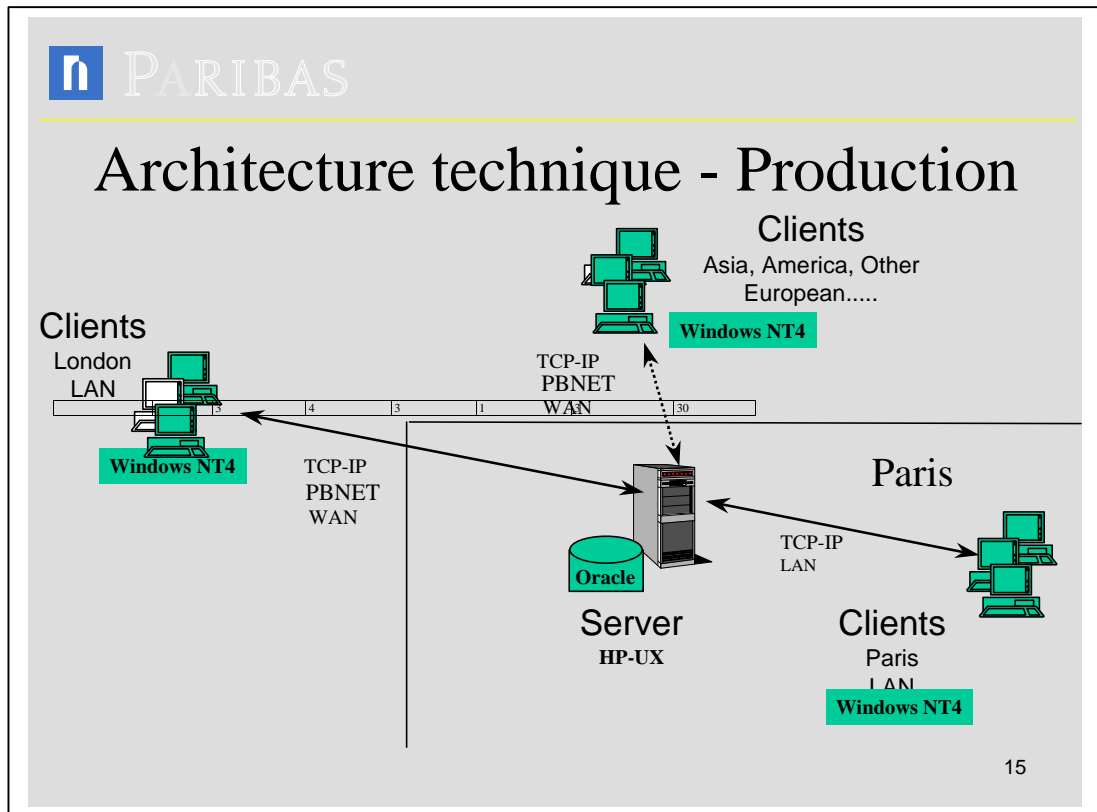 PARIBAS
Architecture technique - Production
Clients
Asia, America, Other
European.....
Windows NT4
Clients
London
LAN
Windows NT4
TCP-IP
PBNET
WAN
3
4
3
1
30
TCP-IP
PBNET
WAN
Paris
TCP-IP
LAN
Oracle
Server
HP-UX
Clients
Paris
LAN
Windows NT4
15